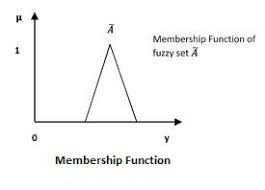 μ
Ã
Membership Function of
fuzzy set Ã
1
0
y
Membership Function